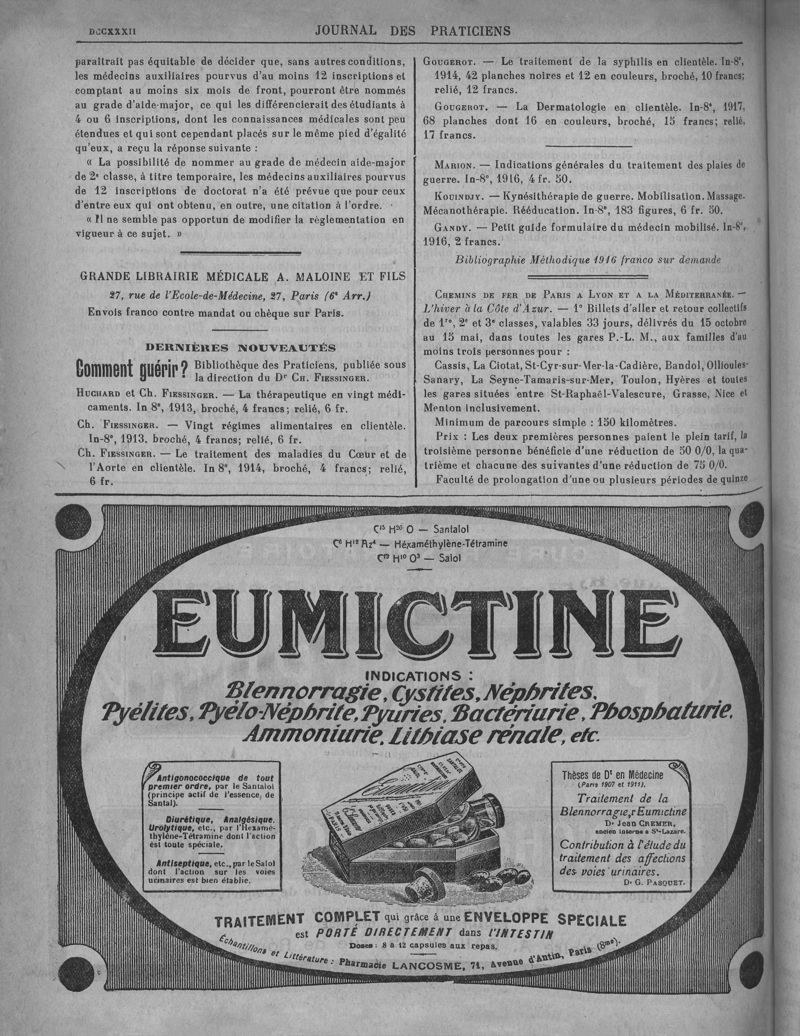 DCCXXXII
JOURNAL DES PRATICIENS
paraîtrait pas équitable de décider que, sans autres conditions,
les médecins auxiliaires pourvus d'au moins 12 inscriptions et
comptant au moins six mois de front, pourront être nommés
au grade d'aide-major, ce qui les différencierait des étudiants à
4 ou 6 inscriptions, dont les connaissances médicales sont peu
étendues et qui sont cependant placés sur le même pied d'égalité
qu'eux, a reçu la réponse suivante :
« La possibilité de nommer au grade de médecin aide-major
de 2e classe, à titre temporaire, les médecins auxiliaires pourvus
de 12 inscriptions de doctorat n'a été prévue que pour ceux
d'entre eux qui ont obtenu, en outre, une citation à l'ordre.
« Il ne semble pas opportun de modifier la règlementation en
vigueur à ce sujet. »
GRANDE LIBRAIRIE MÉDICALE A. MALOINE ET FILS
27, rue de l'Ecole-de-Médecine, 27, Paris (6e Arr.)
Envois franco contre mandat ou chèque sur Paris.
DERNIÈRES NOUVEAUTÉS
Comment guérir? Bibliothèque des Praticiens, publiée sous
la direction du Dr CH. FIESSINGER.
HUCHARD et CH. FIESSINGER. — La thérapeutique en vingt médi-
caments. In 8°, 1913, broché, 4 francs; relié, 6 fr.
CH. FIESSINGER. — Vingt régimes alimentaires en clientèle.
In-8°, 1913. broché, 4 francs; relié, 6 fr.
CH. FIESSINGER. — Le traitement des maladies du Cœur et de
l'Aorte en clientèle. In 8°, 1914, broché, 4 francs; relié,
6 fr.
GOUGEROT. — Le traitement de la syphilis en clientèle. In-8°,
1914, 42 planches noires et 12 en couleurs, broché, 10 francs;
relié, 12 francs.
GOUGEROT. — La Dermatologie en clientèle. In-8°, 1917,
68 planches dont 16 en couleurs, broché, 15 francs; relié,
17 francs.
MARION. — Indications générales du traitement des plaies de
guerre. In-8°, 1916, 4 fr. 50.
KOUINDJY. — Kynésithérapie de guerre. Mobilisation. Massage.
Mécanothérapie. Rééducation. In-8°, 183 figures, 6 fr. 50.
GANDY. — Petit guide formulaire du médecin mobilisé. In-8°,
1916, 2 francs.
Bibliographie Méthodique 1916 franco sur demande
CHEMINS DE FER DE PARIS A LYON ET A LA MÉDITERRANÉE. —
L'hiver à la Côte d'Azur. — 1° Billets d'aller et retour collectifs
de 1re, 2e et 3e classes, valables 33 jours, délivrés du 15 octobre
au 15 mai, dans toutes les gares P.-L. M., aux familles d'au
moins trois personnes pour :
Cassis, La Ciotat, St-Cyr-sur-Mer-la-Cadière, Bandol, Ollioules-
Sanary, La Seyne-Tamaris-sur-Mer, Toulon, Hyères et toutes
les gares situées entre St-Raphaël-Valescure, Grasse, Nice et
Menton inclusivement.
Minimum de parcours simple : 150 kilomètres.
Prix : Les deux premières personnes paient le plein tarif, la
troisième personne bénéficie d'une réduction de 50 0/0, la qua-
trième et chacune des suivantes d'une réduction de 75 0/0.
Faculté de prolongation d'une ou plusieurs périodes de quinze
C15 H26 O — Santalol
C6 H12 Az4 — Héxaméthylène-Tétramine
C13 H10 O3 — Salol
EUMICTINE
INDICATIONS :
Blennorragie, Cystites, Néphrites,
Pyélites, Pyélo-Néphrite, Pyuries, Bactériurie, Phosphaturie,
Ammoniurie, Lithiase rénale, etc.
Antigonococcique de tout
premier ordre, par le Santalol
(principe actif de l'essence, de
Santal).
Diurétique, Analgésique,
Urolytique, etc., par l'Hexamé-
thylène-Tétramine dont l'action
est toute spéciale.
Antiseptique, etc., par le Salol
dont l'action sur les voies
urinaires est bien établie.
Eumictine
Thèses de Dt en Médecine
(Paris 1907 et 1911).
Traitement de la
Blennorragie, l'Eumictine
Dr Jean CREMER,
ancien interne à St-Lazare.
Contribution à l'étude du
traitement des affections
des voies urinaires.
Dr G. PASQUET.
TRAITEMENT COMPLET qui grâce à une ENVELOPPE SPECIALE
est PORTÉ DIRECTEMENT dans l'INTESTIN
Doses : 8 à 12 capsules aux repas.
Échantillons et Littérature : Pharmacie LANCOSME, 71, Avenue d'Antin, Paris (8me).